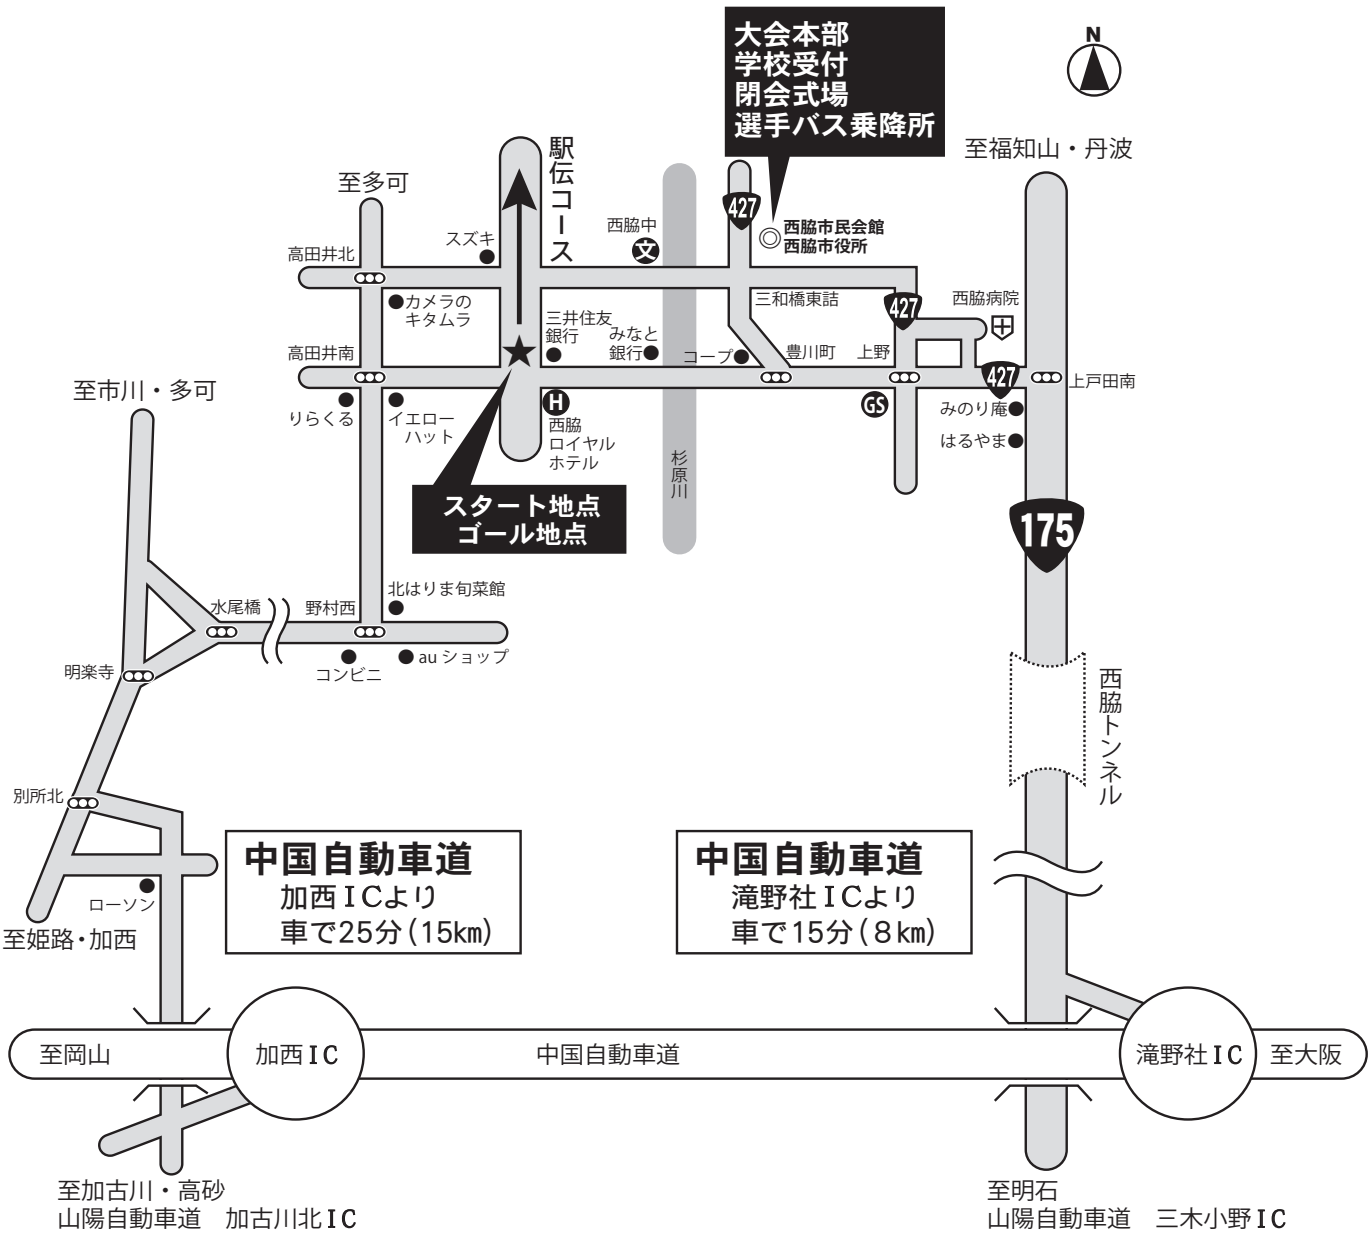 大会本部
学校受付
閉会式場
選手バス乗降所
N
至福知山・丹波
駅伝コース
至多可
427
西脇市民会館
西脇市役所
西脇中
文
スズキ
高田井北
カメラの
キタムラ
三和橋東詰
427
西脇病院
三井住友
銀行
みなと
銀行
コープ
豊川町
上野
高田井南
427
上戸田南
至市川・多可
りらくる
イエロー
ハット
H
西脇
ロイヤル
ホテル
GS
みのり庵
はるやま
杉原川
スタート地点
ゴール地点
175
北はりま旬菜館
水尾橋
野村西
コンビニ
au ショップ
明楽寺
西脇トンネル
別所北
ローソン
至姫路・加西
中国自動車道
加西ICより
車で25分(15km)
中国自動車道
滝野社ICより
車で15分(8km)
至岡山
加西IC
中国自動車道
滝野社IC
至大阪
至加古川・高砂
山陽自動車道　加古川北IC
至明石
山陽自動車道　三木小野IC